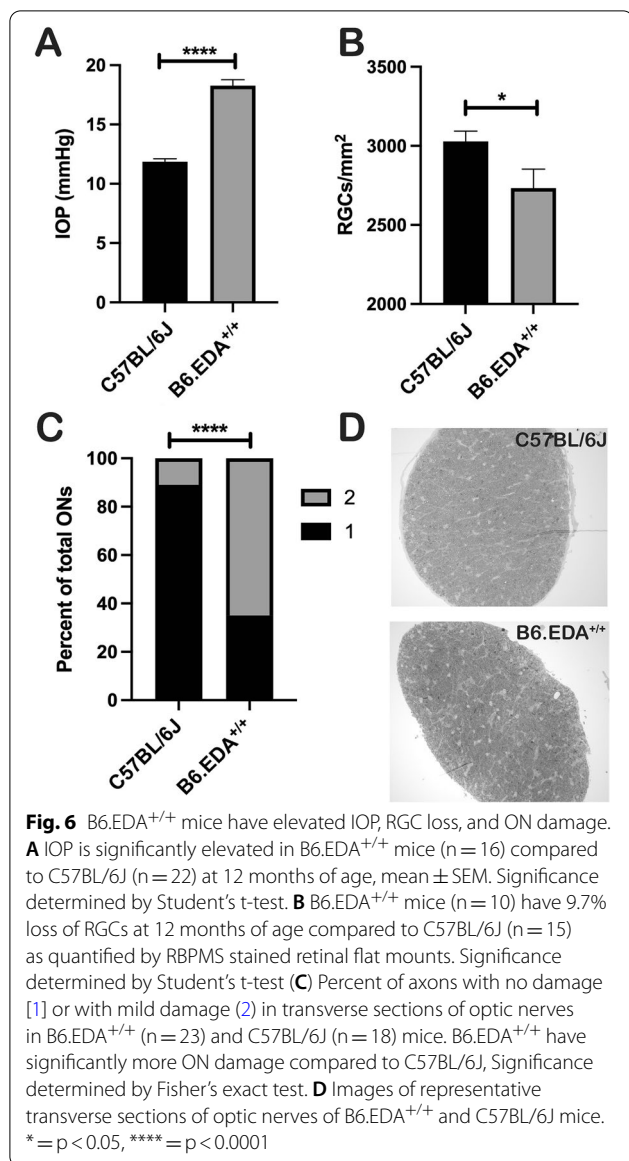 A
****
20
15
10
5
0
IOP (mmHg)
C57BL/6J
B6.EDA+/+
B
*
3500
3000
2500
2000
RGCs/mm2
C57BL/6J
B6.EDA+/+
C
****
100
80
60
40
20
0
Percent of total ONs
C57BL/6J
B6.EDA+/+
2
1
D
C57BL/6J
B6.EDA+/+
Fig. 6 B6.EDA+/+ mice have elevated IOP, RGC loss, and ON damage.
A IOP is significantly elevated in B6.EDA+/+ mice (n = 16) compared
to C57BL/6J (n = 22) at 12 months of age, mean ± SEM. Significance
determined by Student's t-test. B B6.EDA+/+ mice (n = 10) have 9.7%
loss of RGCs at 12 months of age compared to C57BL/6J (n = 15)
as quantified by RBPMS stained retinal flat mounts. Significance
determined by Student's t-test (C) Percent of axons with no damage
[1] or with mild damage (2) in transverse sections of optic nerves
in B6.EDA+/+ (n = 23) and C57BL/6J (n = 18) mice. B6.EDA+/+ have
significantly more ON damage compared to C57BL/6J, Significance
determined by Fisher's exact test. D Images of representative
transverse sections of optic nerves of B6.EDA+/+ and C57BL/6J mice.
* = p < 0.05, **** = p < 0.0001